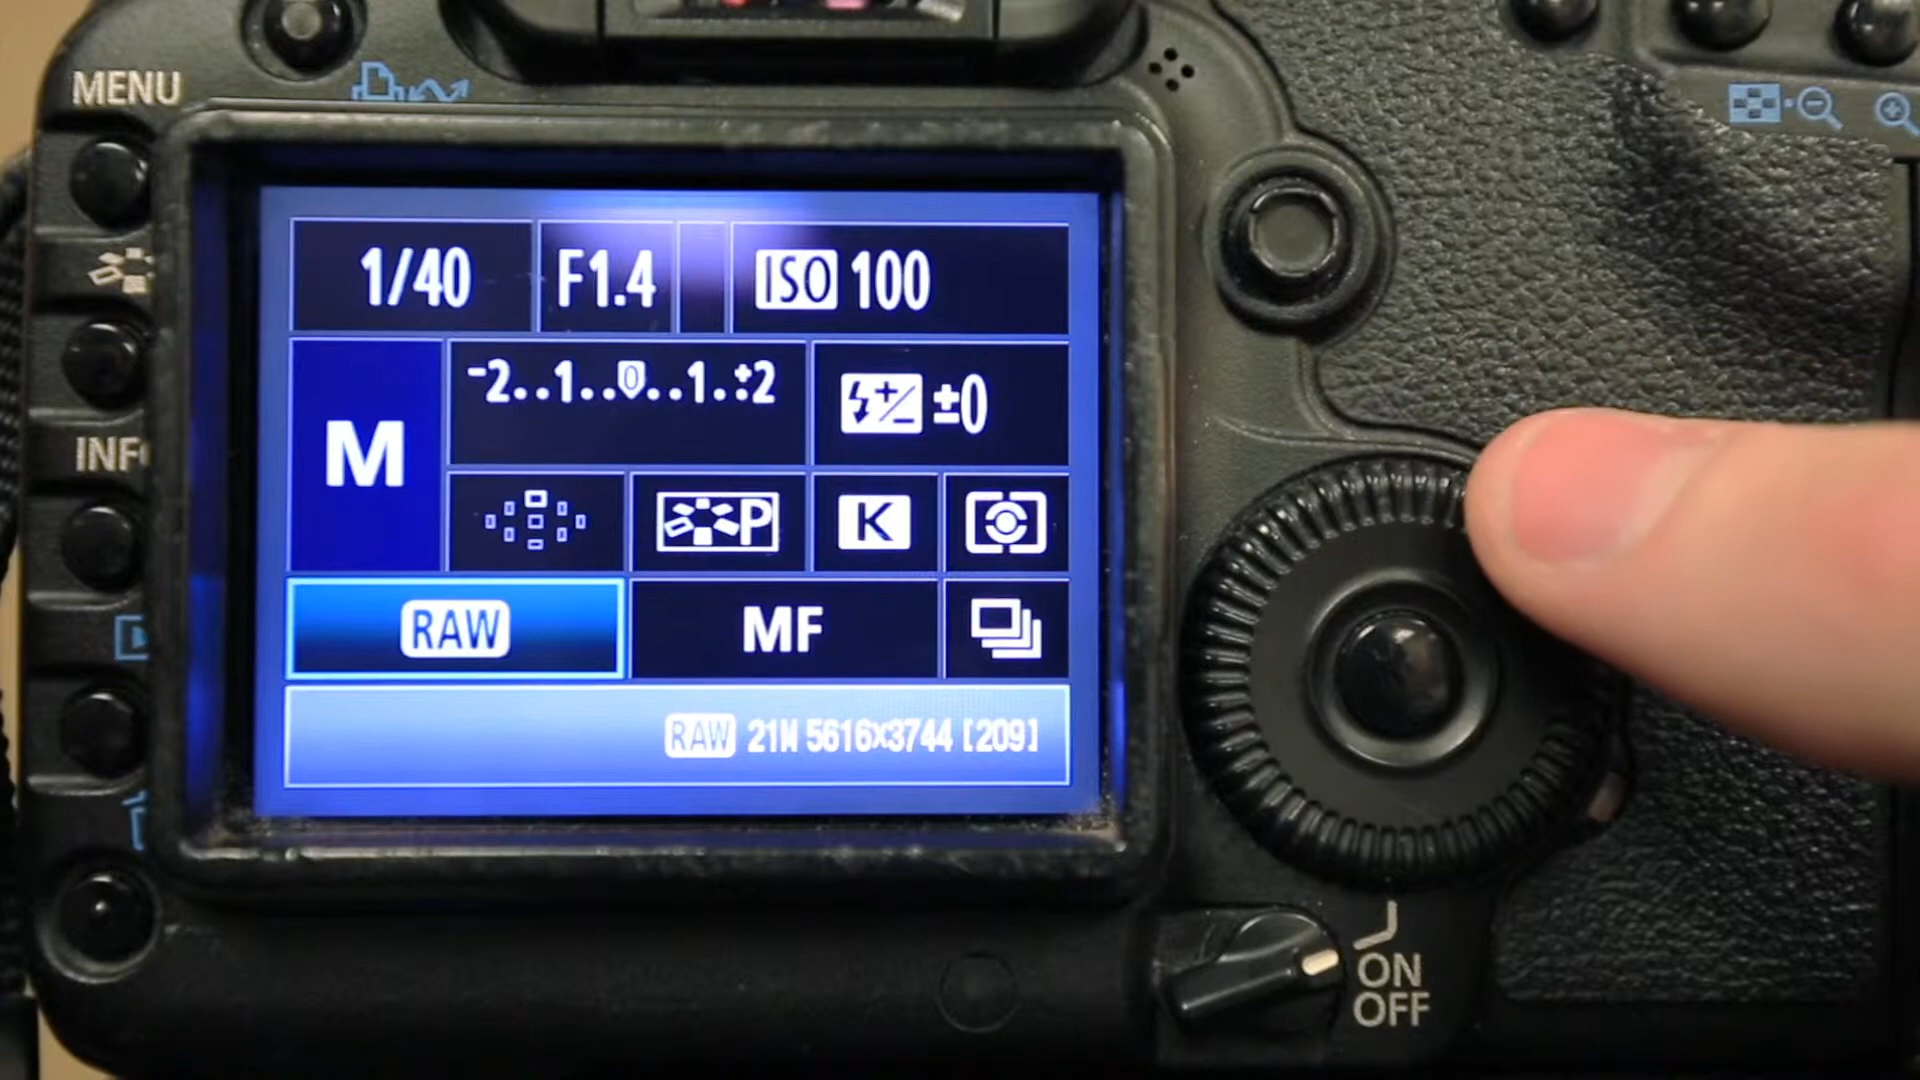 MENU
1/40 F1.4 ISO 100
-2..1..0..1.+2 ±0
M
INFO
P K
RAW MF
RAW 21M 5616x3744 [209]
ON
OFF